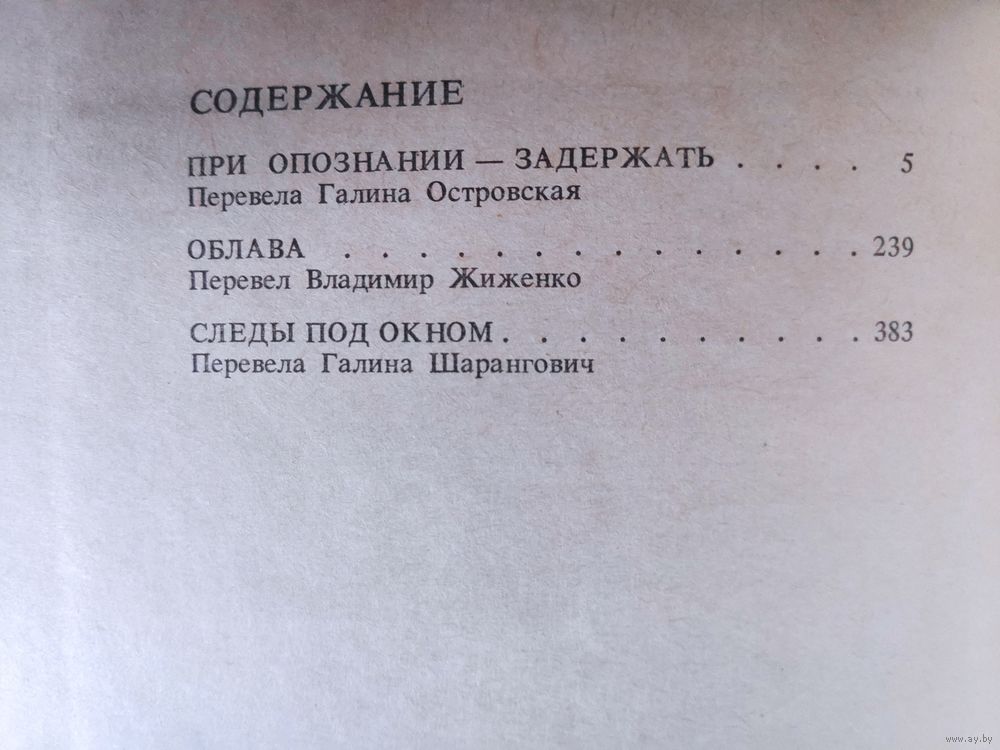 СОДЕРЖАНИЕ
ПРИ ОПОЗНАНИИ — ЗАДЕРЖАТЬ . . . . 5
Перевела Галина Островская
ОБЛАВА . . . . . . . . . . . . . . 239
Перевел Владимир Жиженко
СЛЕДЫ ПОД ОКНОМ . . . . . . . . . . 383
Перевела Галина Шарангович
www.ay.by